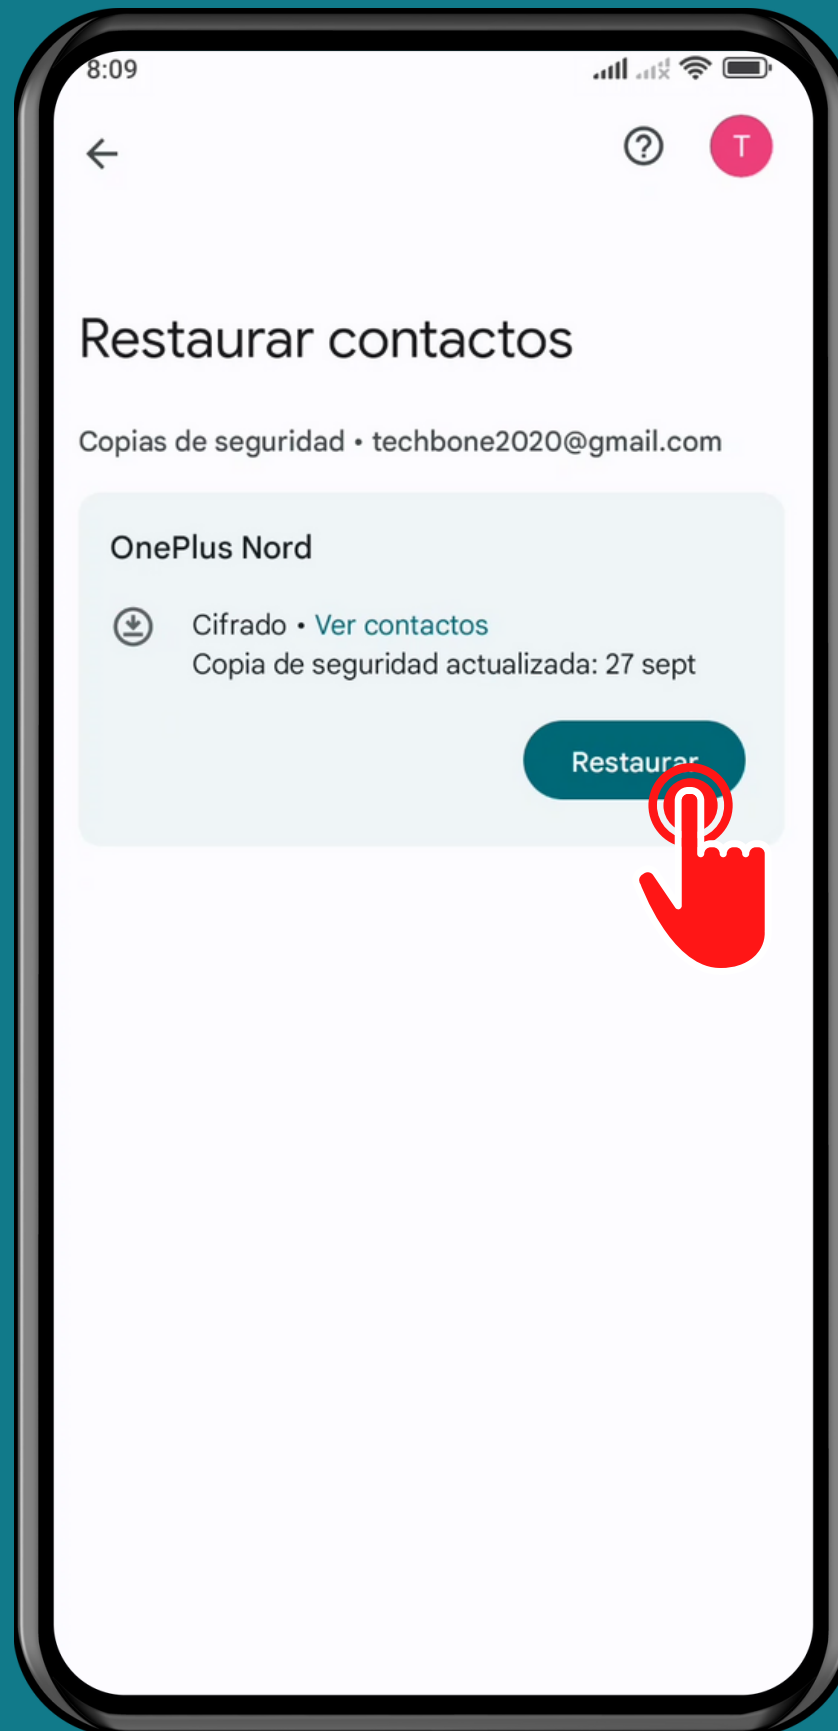 8:09
T
Restaurar contactos
Copias de seguridad • techbone2020@gmail.com
OnePlus Nord
Cifrado • Ver contactos
Copia de seguridad actualizada: 27 sept
Restaurar